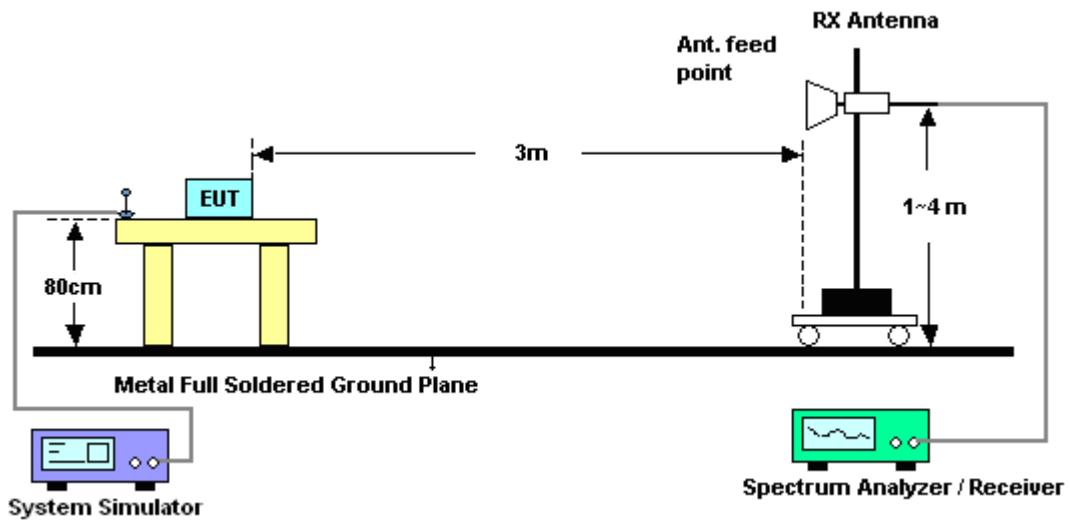 RX Antenna
Ant. feed
point
3m
EUT
1~4 m
80cm
Metal Full Soldered Ground Plane
System Simulator
Spectrum Analyzer / Receiver